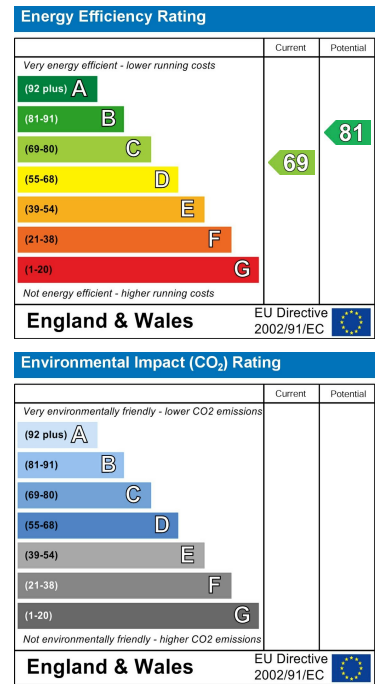 Energy Efficiency Rating
Current Potential
Very energy efficient - lower running costs
(92 plus) A
(81-91) B
(69-80) C
(55-68) D
(39-54) E
(21-38) F
(1-20) G
69
81
Not energy efficient - higher running costs
England & Wales
EU Directive
2002/91/EC
Environmental Impact (CO₂) Rating
Current Potential
Very environmentally friendly - lower CO2 emissions
(92 plus) A
(81-91) B
(69-80) C
(55-68) D
(39-54) E
(21-38) F
(1-20) G
Not environmentally friendly - higher CO2 emissions
England & Wales
EU Directive
2002/91/EC